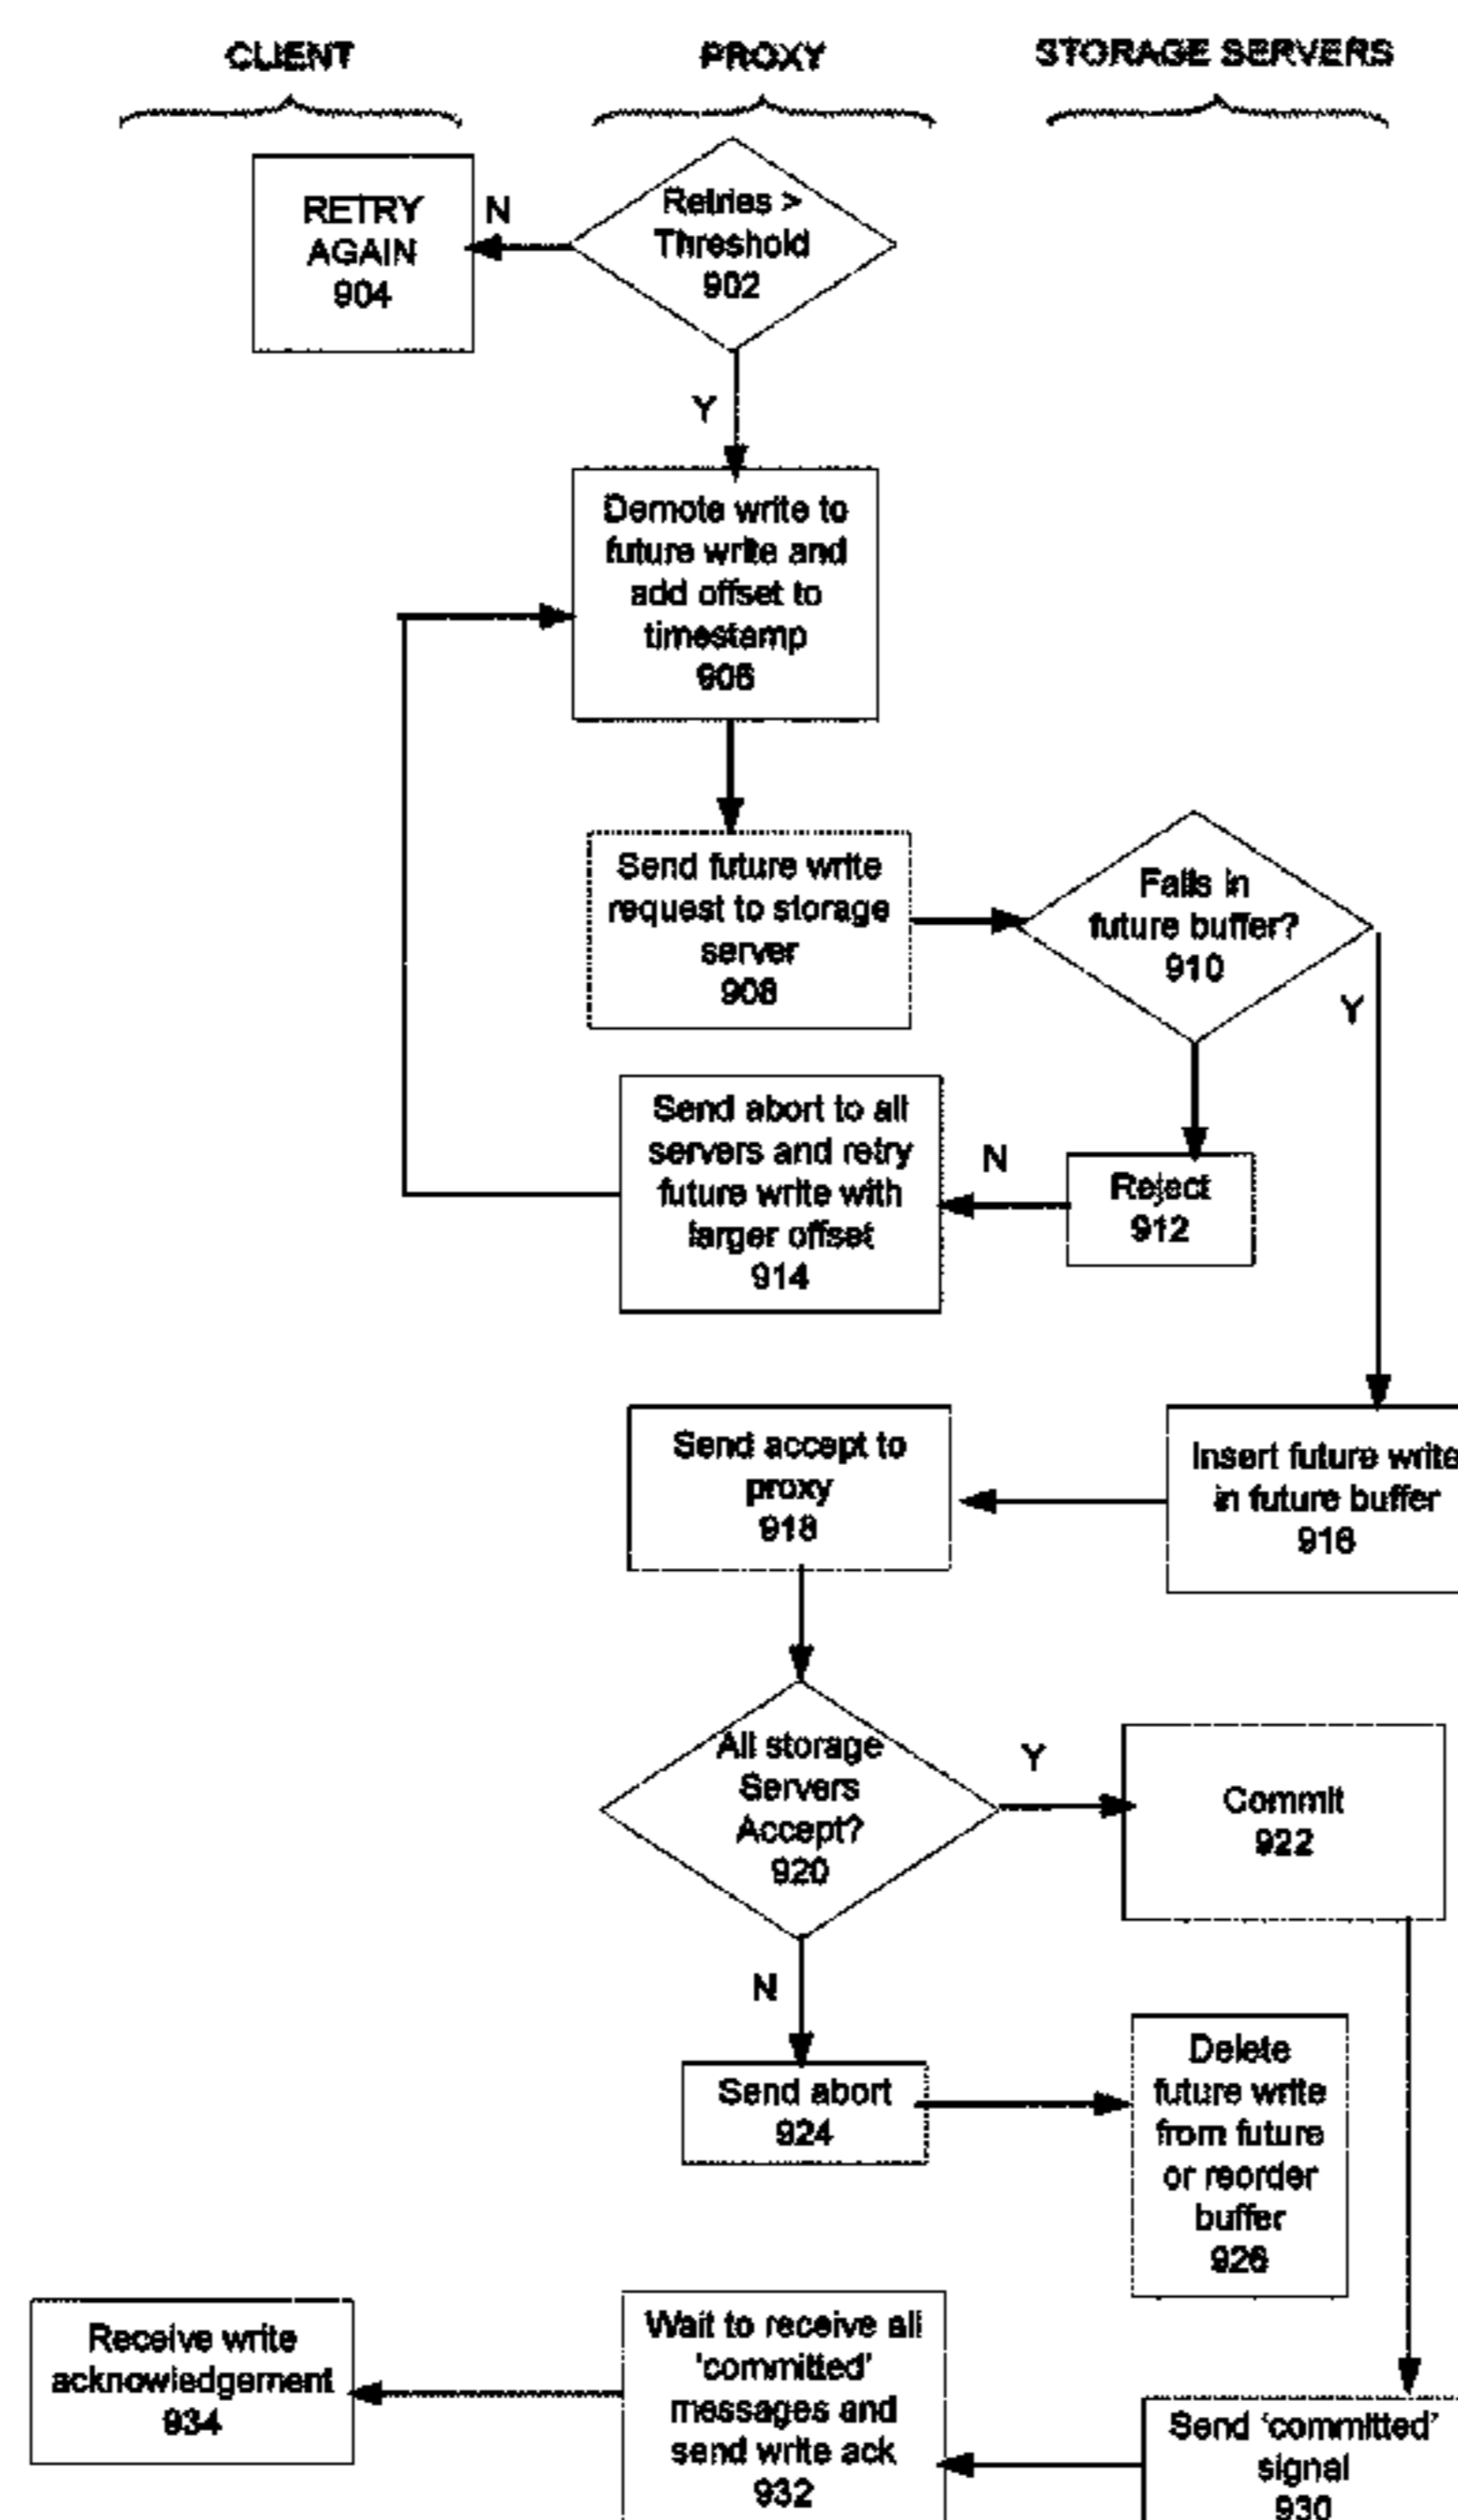 CLIENT
PROXY
STORAGE SERVERS
RETRY
AGAIN
904
N
Retries >
Threshold
902
Y
Demote write to
future write and
add offset to
timestamp
906
Send future write
request to storage
server
908
Falls in
future buffer?
910
Y
Send abort to all
servers and retry
future write with
larger offset
914
N
Reject
912
Send accept to
proxy
918
Insert future write
in future buffer
916
All storage
Servers
Accept?
920
Y
Commit
922
N
Send abort
924
Delete
future write
from future
or reorder
buffer
926
Receive write
acknowledgement
934
Wait to receive all
'committed'
messages and
send write ack
932
Send 'committed'
signal
930